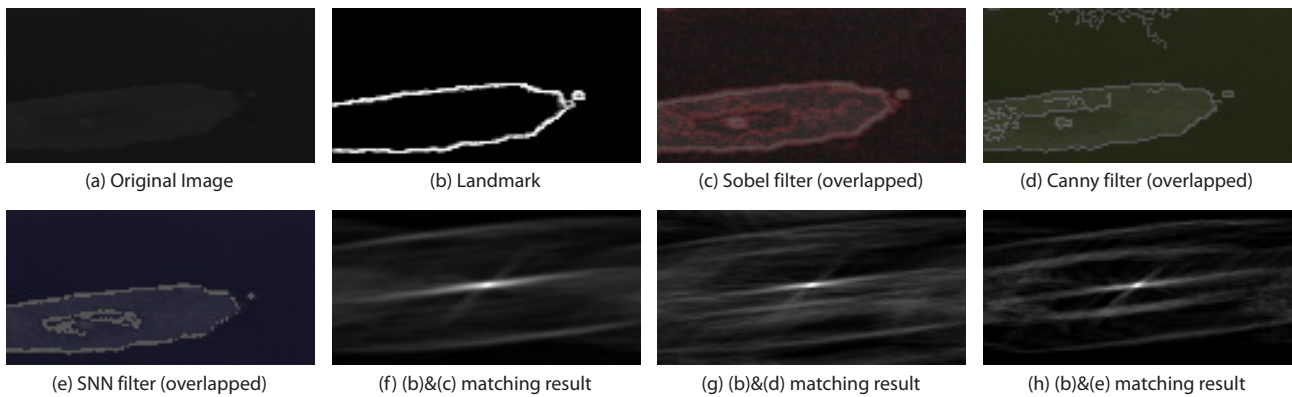 (a) Original Image
(b) Landmark
(c) Sobel filter (overlapped)
(d) Canny filter (overlapped)
(e) SNN filter (overlapped)
(f) (b)&(c) matching result
(g) (b)&(d) matching result
(h) (b)&(e) matching result